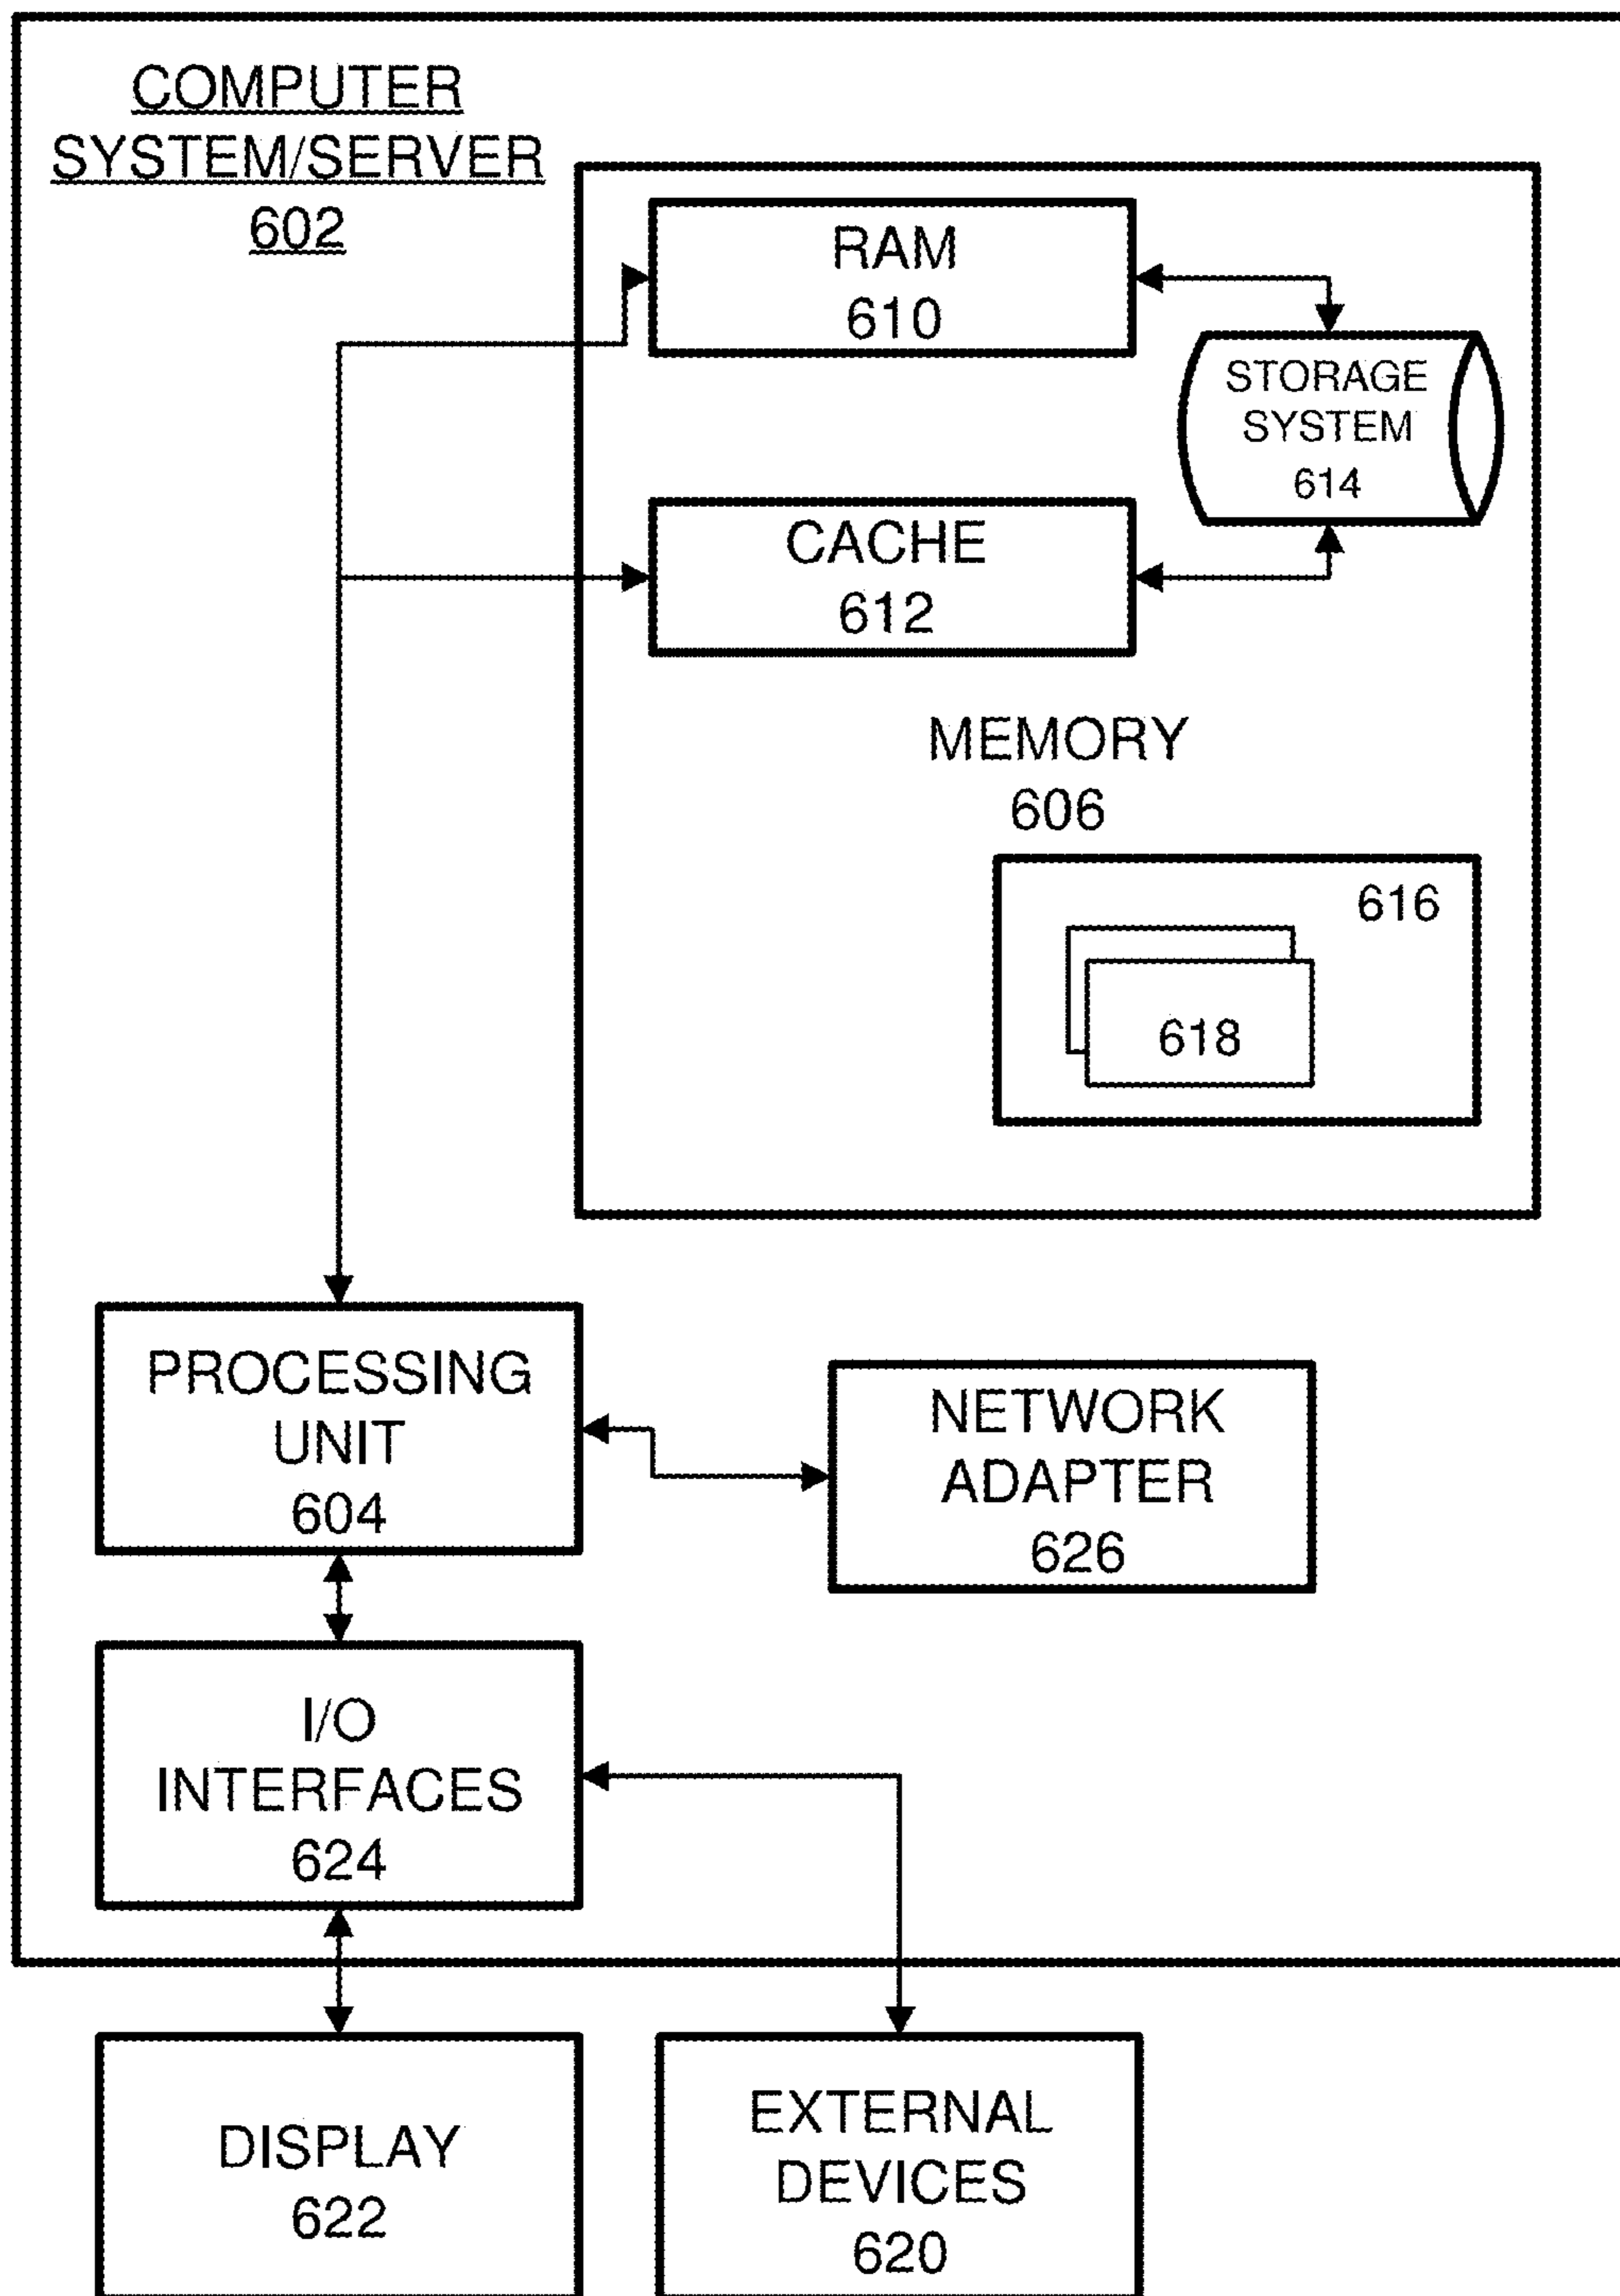 COMPUTER
SYSTEM/SERVER
602
RAM
610
STORAGE
SYSTEM
614
CACHE
612
MEMORY
606
616
618
PROCESSING
UNIT
604
NETWORK
ADAPTER
626
I/O
INTERFACES
624
DISPLAY
622
EXTERNAL
DEVICES
620